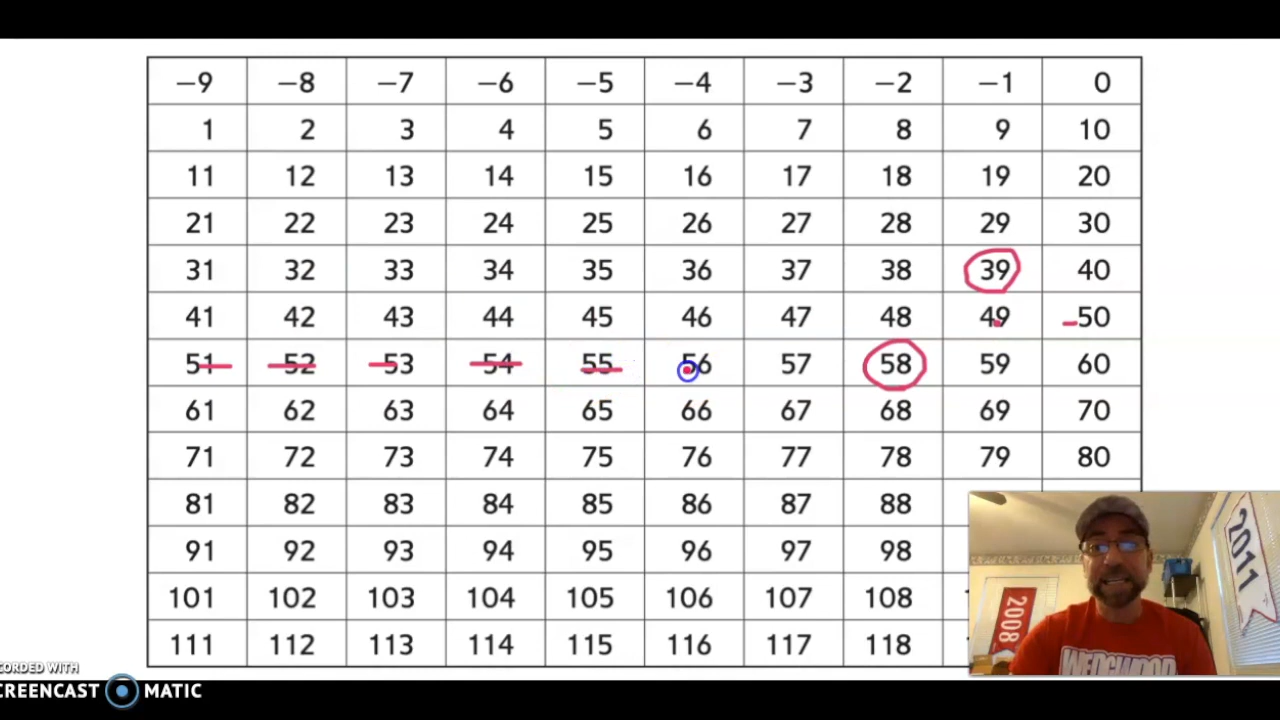 −9 −8 −7 −6 −5 −4 −3 −2 −1 0
1 2 3 4 5 6 7 8 9 10
11 12 13 14 15 16 17 18 19 20
21 22 23 24 25 26 27 28 29 30
31 32 33 34 35 36 37 38 39 40
41 42 43 44 45 46 47 48 49 50
51 52 53 54 55 56 57 58 59 60
61 62 63 64 65 66 67 68 69 70
71 72 73 74 75 76 77 78 79 80
81 82 83 84 85 86 87 88
91 92 93 94 95 96 97 98
101 102 103 104 105 106 107 108
111 112 113 114 115 116 117 118
2011
2008
WEDGWOOD
CORDED WITH
CREENCAST MATIC